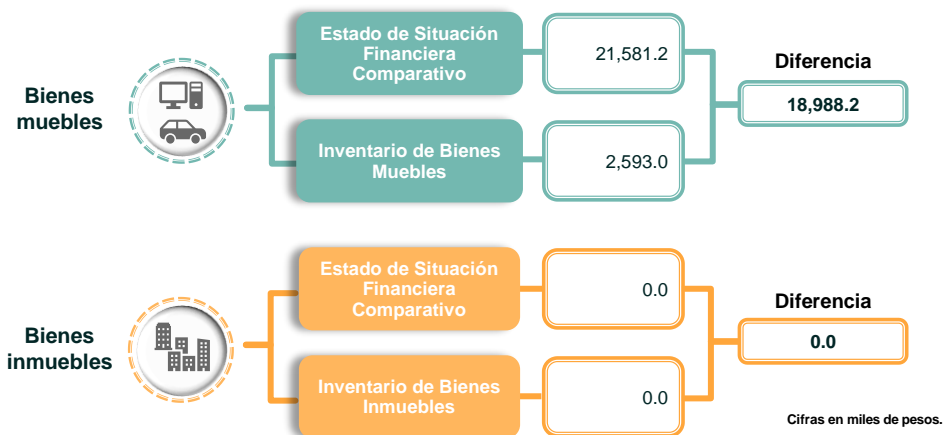 Bienes
muebles
Estado de Situación
Financiera
Comparativo
21,581.2
Inventario de Bienes
Muebles
2,593.0
Diferencia
18,988.2
Bienes
inmuebles
Estado de Situación
Financiera
Comparativo
0.0
Inventario de Bienes
Inmuebles
0.0
Diferencia
0.0
Cifras en miles de pesos.